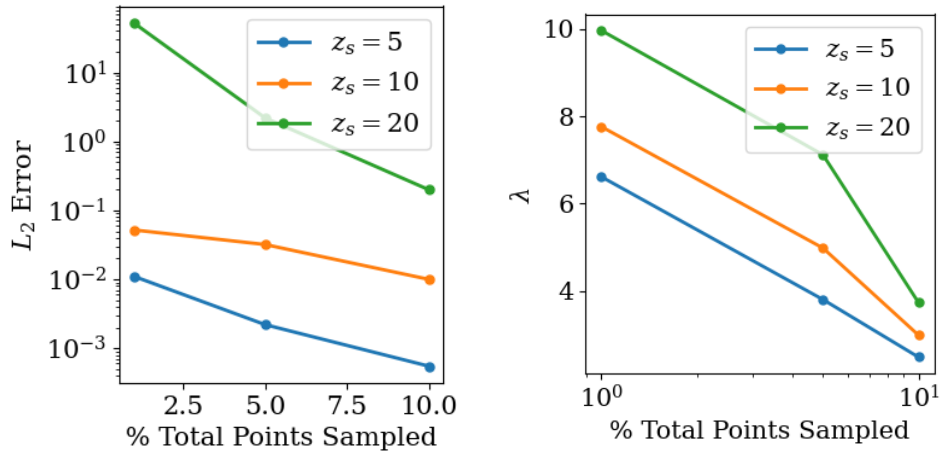 z_s = 5
z_s = 10
z_s = 20
10^1
10^0
10^-1
10^-2
10^-3
L_2 Error
2.5 5.0 7.5 10.0
% Total Points Sampled
z_s = 5
z_s = 10
z_s = 20
10
8
6
4
λ
10^0 10^1
% Total Points Sampled